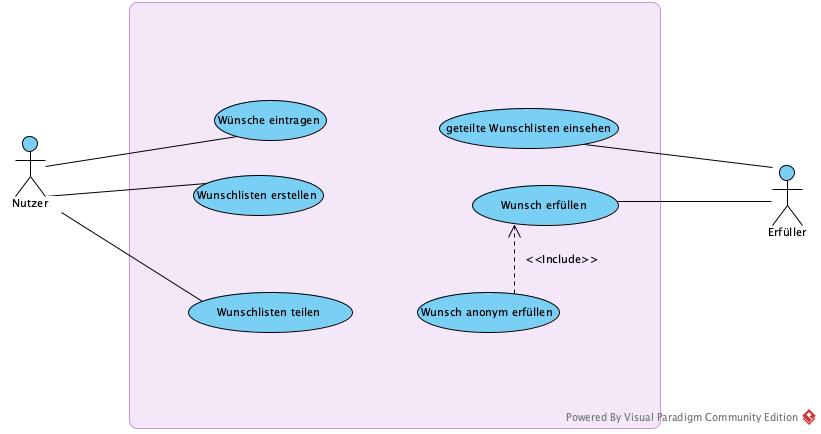 Wünsche eintragen
geteilte Wunschlisten einsehen
Nutzer
Wunschlisten erstellen
Wunsch erfüllen
Erfüller
<<Include>>
Wunschlisten teilen
Wunsch anonym erfüllen
Powered By Visual Paradigm Community Edition